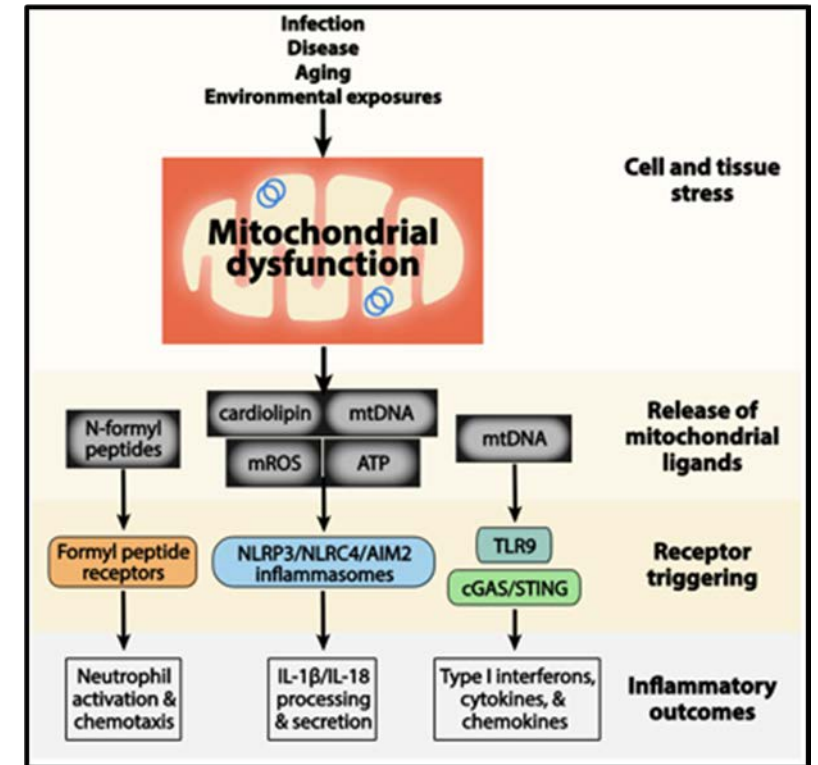 Infection
Disease
Aging
Environmental exposures
Mitochondrial
dysfunction
Cell and tissue
stress
N-formyl
peptides
cardiolipin
mtDNA
mROS
ATP
mtDNA
Release of
mitochondrial
ligands
Formyl peptide
receptors
NLRP3/NLRC4/AIM2
inflammasomes
TLR9
cGAS/STING
Receptor
triggering
Neutrophil
activation &
chemotaxis
IL-1β/IL-18
processing
& secretion
Type I interferons,
cytokines, &
chemokines
Inflammatory
outcomes